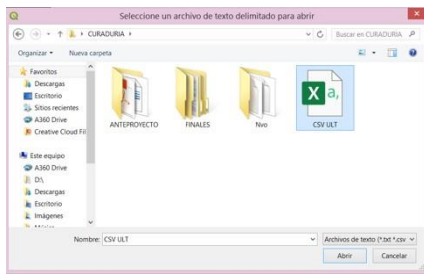 Seleccione un archivo de texto delimitado para abrir
CURADURIA
Buscar en CURADURIA
Organizar
Nueva carpeta
Favoritos
Descargas
Escritorio
Sitios recientes
A360 Drive
Creative Cloud Fil
Este equipo
A360 Drive
D:\
Descargas
Escritorio
Imágenes
ANTEPROYECTO
FINALES
Nvo
X a,
CSV ULT
Nombre: CSV ULT
Archivos de texto (*.txt *.csv
Abrir
Cancelar